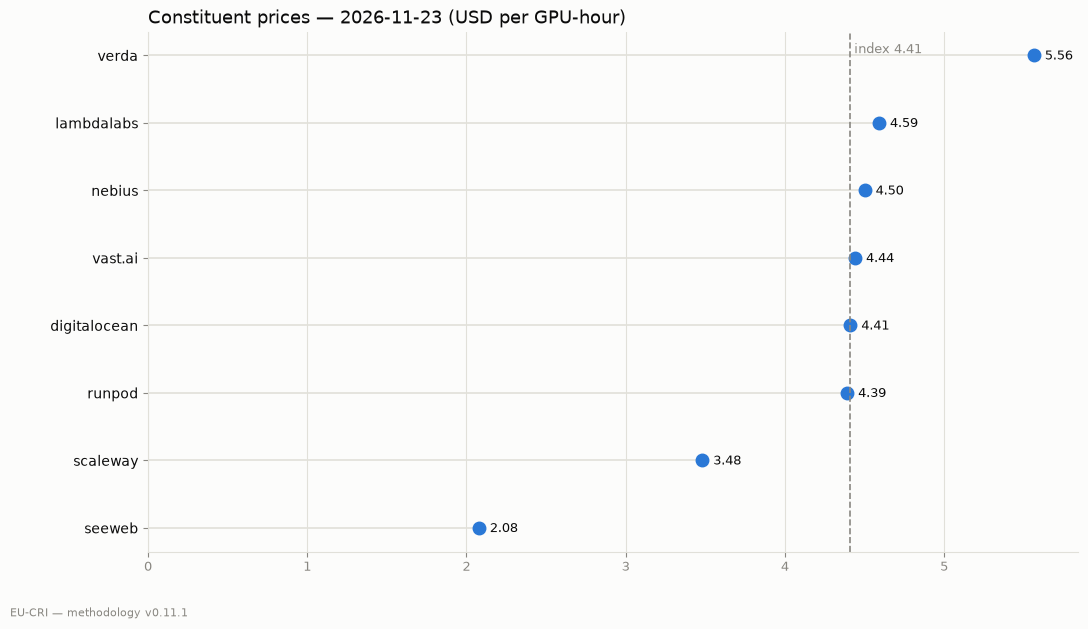 Constituent prices — 2026-11-23 (USD per GPU-hour)
index 4.41
verda 5.56
lambdalabs 4.59
nebius 4.50
vast.ai 4.44
digitalocean 4.41
runpod 4.39
scaleway 3.48
seeweb 2.08
0 1 2 3 4 5
EU-CRI — methodology v0.11.1